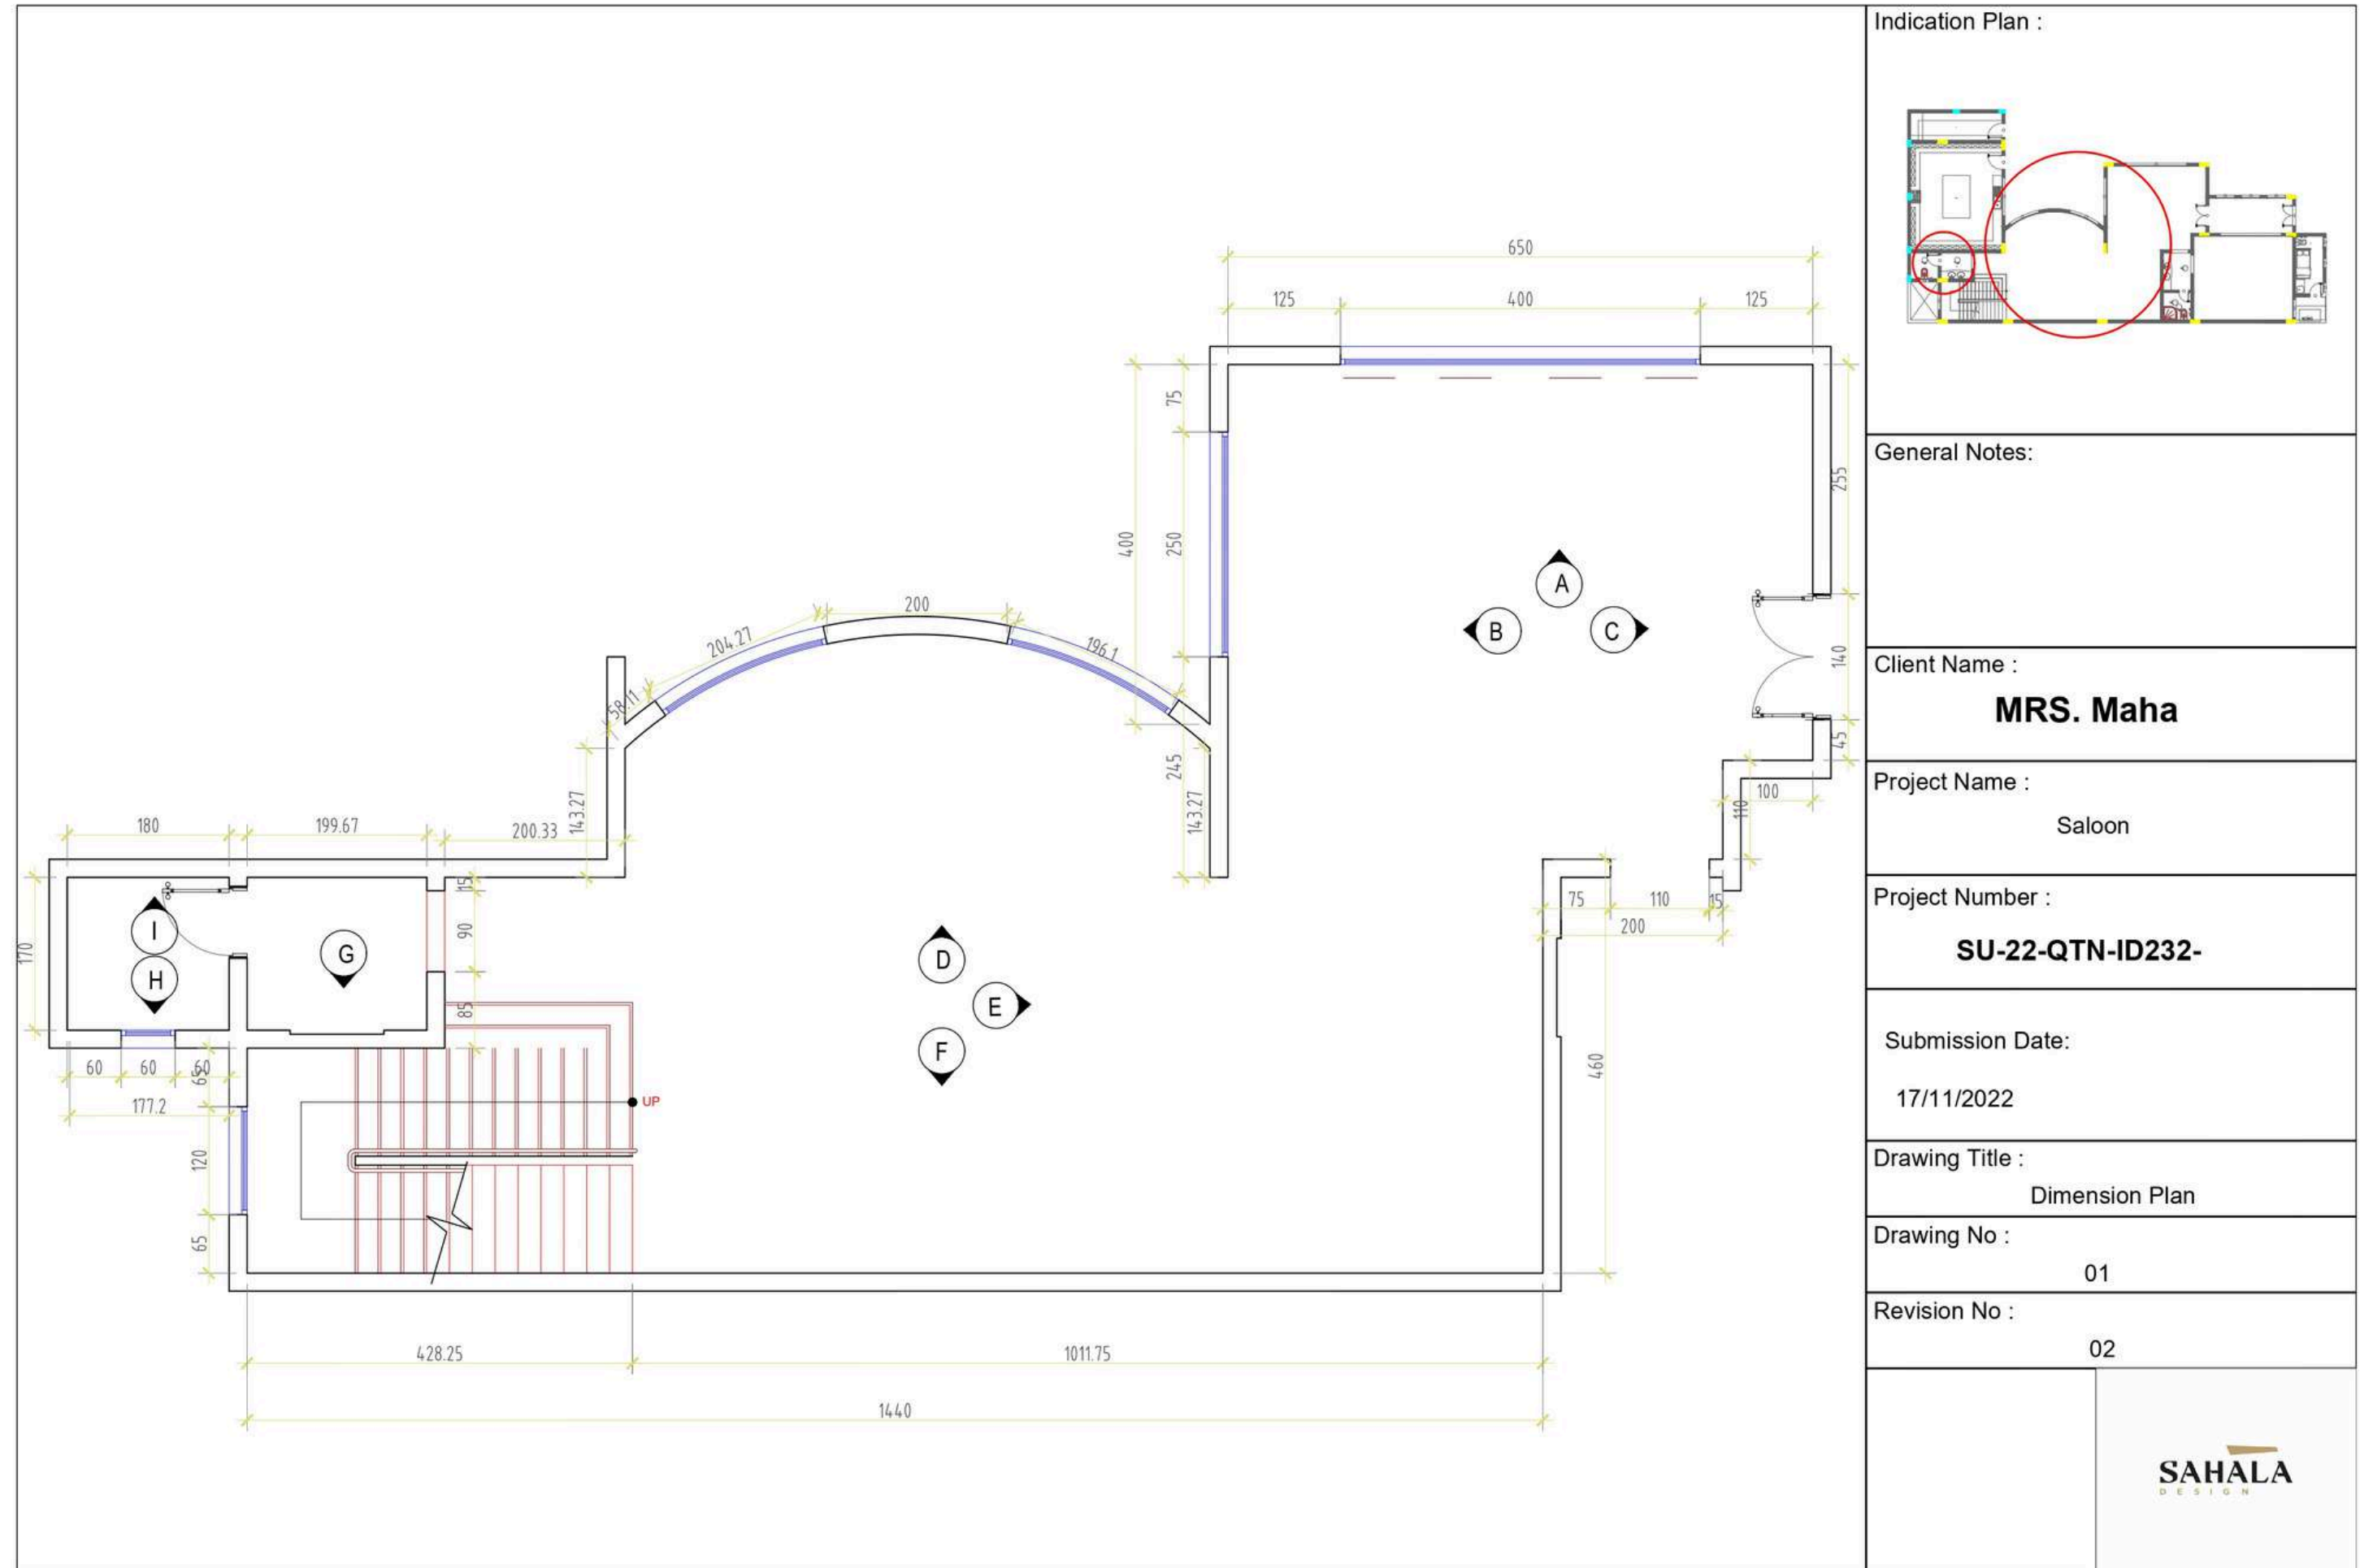 Indication Plan :
650
125
400
125
75
400
250
255
A
B
C
140
200
204.27
196.1
58.11
45
245
143.27
143.27
110
100
180
199.67
200.33
15
75
110
15
200
90
170
I
H
G
D
E
F
85
460
60
60
60
65
177.2
UP
120
65
428.25
1011.75
1440
General Notes:
Client Name :
MRS. Maha
Project Name :
Saloon
Project Number :
SU-22-QTN-ID232-
Submission Date:
17/11/2022
Drawing Title :
Dimension Plan
Drawing No :
01
Revision No :
02
SAHALA
DESIGN